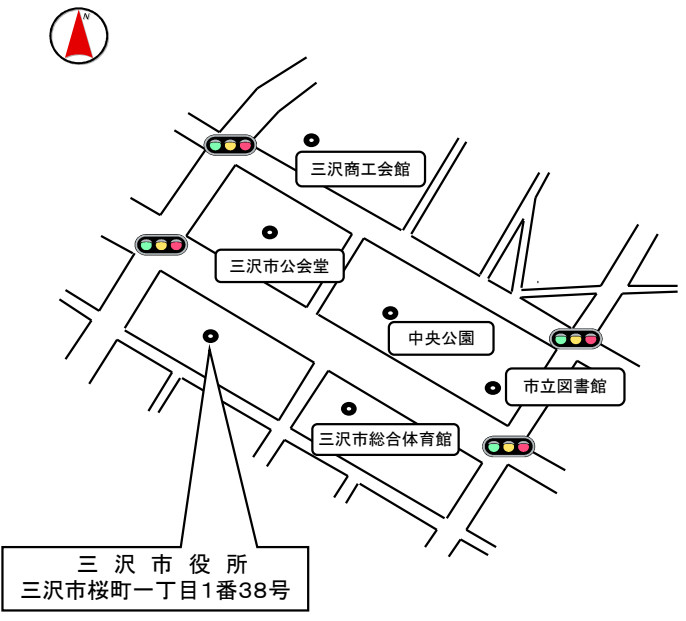 N
三沢商工会館
三沢市公会堂
中央公園
市立図書館
三沢市総合体育館
三沢市役所
三沢市桜町一丁目1番38号